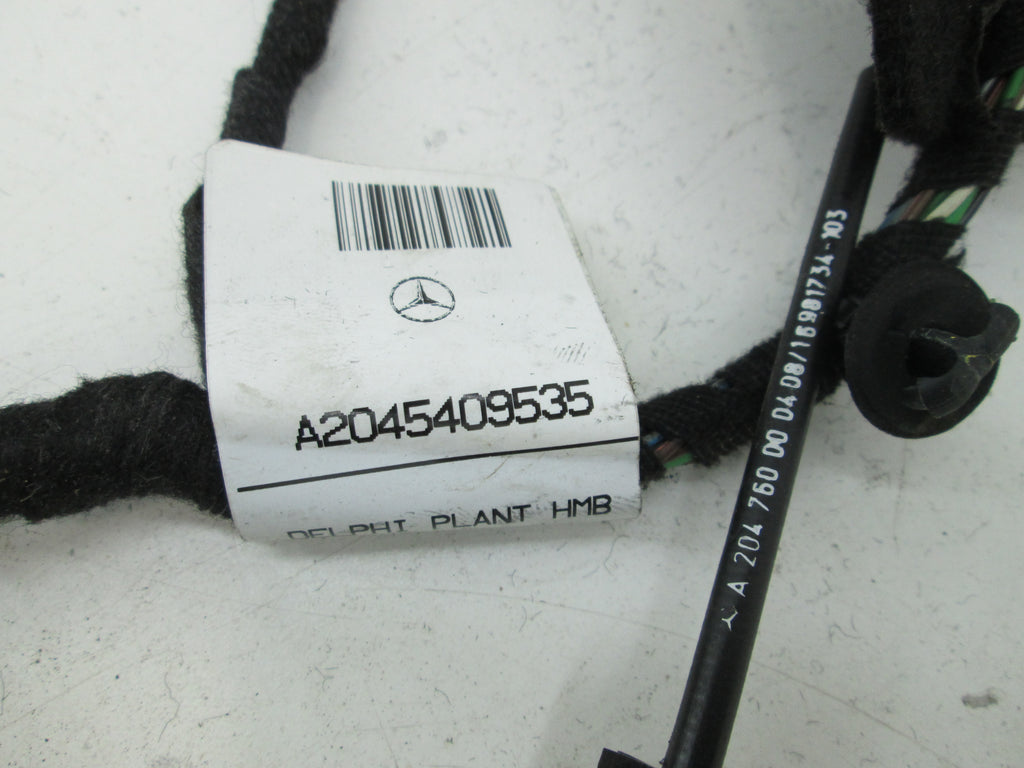 A2045409535
DELPHI PLANT HMB
A 204 760 00 04 08/16981734-103